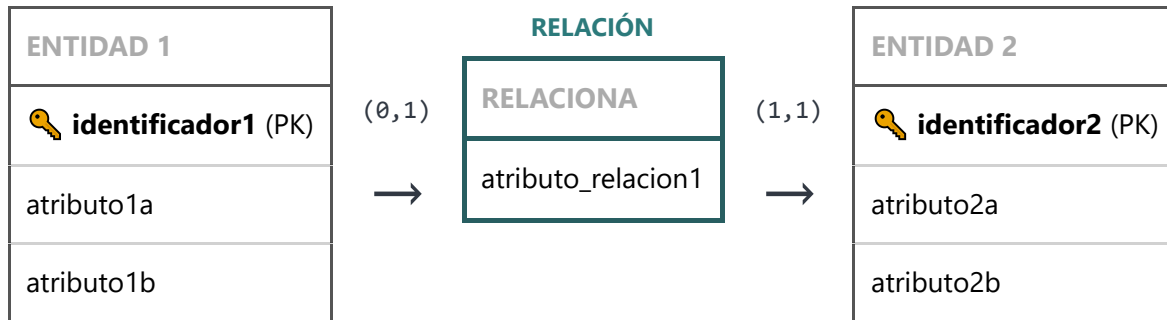 ENTIDAD 1
identificador1 (PK)
atributo1a
atributo1b
(0,1)
→
RELACIÓN
RELACIONA
atributo_relacion1
(1,1)
→
ENTIDAD 2
identificador2 (PK)
atributo2a
atributo2b